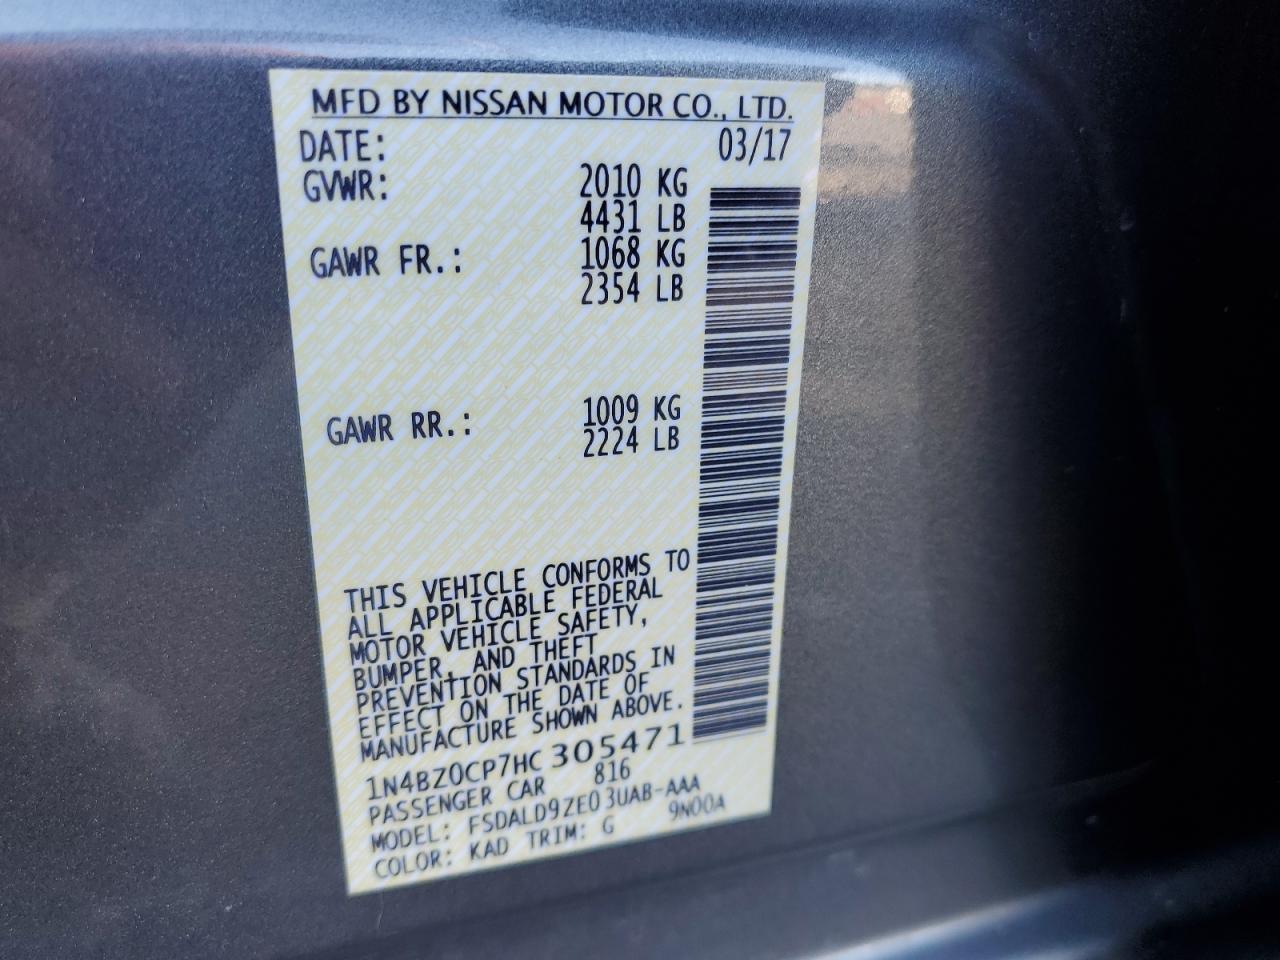 MFD BY NISSAN MOTOR CO., LTD.
DATE: 03/17
GVWR: 2010 KG
4431 LB
GAWR FR.: 1068 KG
2354 LB
GAWR RR.: 1009 KG
2224 LB
THIS VEHICLE CONFORMS TO
ALL APPLICABLE FEDERAL
MOTOR VEHICLE SAFETY,
BUMPER, AND THEFT
PREVENTION STANDARDS IN
EFFECT ON THE DATE OF
MANUFACTURE SHOWN ABOVE.
1N4BZ0CP7HC305471
PASSENGER CAR 816
MODEL: FSDALD9ZE03UAB-AAA
COLOR: KAD TRIM: G 9N00A